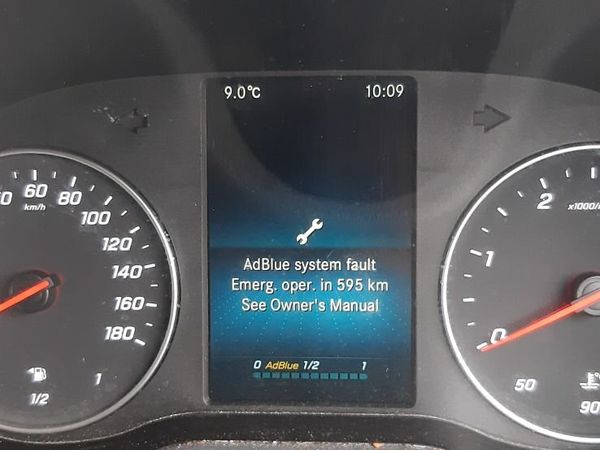 9.0°C 10:09
60
80
km/h
100
120
140
160
180
1/2
1
AdBlue system fault
Emerg. oper. in 595 km
See Owner's Manual
0 AdBlue 1/2 1
2
1
0
50
90